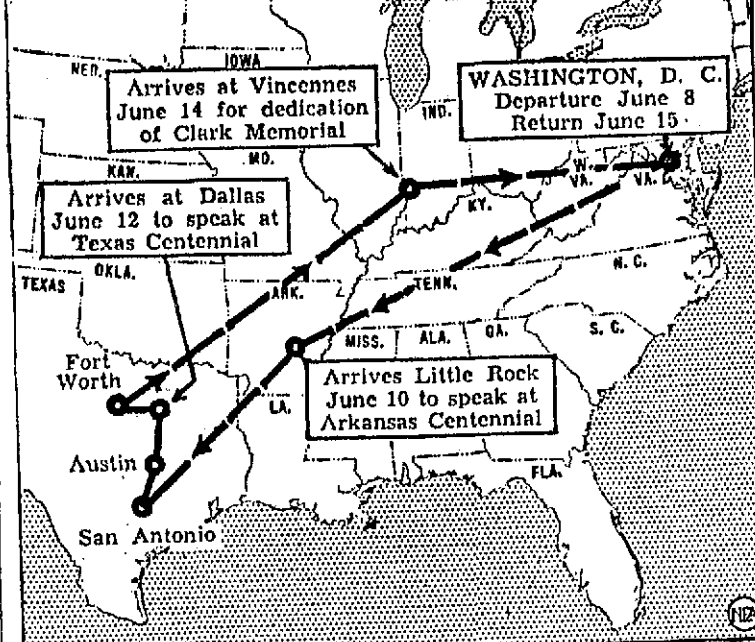 NED.
IOWA
Arrives at Vincennes
June 14 for dedication
of Clark Memorial
IND.
WASHINGTON, D. C.
Departure June 8
Return June 15
KAN.
MO.
W.
VA.
VA.
KY.
Arrives at Dallas
June 12 to speak at
Texas Centennial
TEXAS
OKLA.
ARK.
TENN.
N. C.
Fort
Worth
MISS.
ALA.
GA.
S. C.
LA.
Arrives Little Rock
June 10 to speak at
Arkansas Centennial
Austin
FLA.
San Antonio